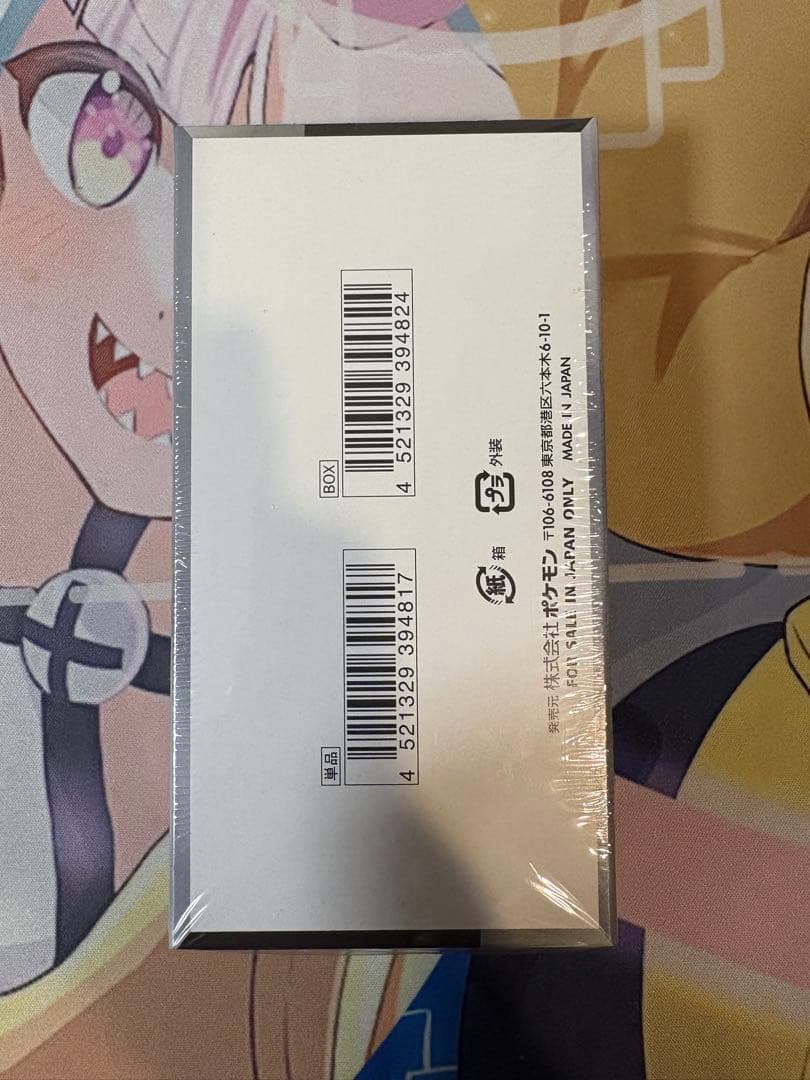 単品
4 521329 394817
BOX
4 521329 394824
紙 箱
プラ 外装
発売元 株式会社 ポケモン 〒106-6108 東京都港区六本木6-10-1
FOR SALE IN JAPAN ONLY MADE IN JAPAN